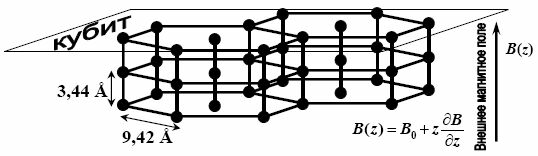 кубит
3,44 Å
9,42 Å
B(z) = B₀ + z ∂B/∂z
Внешнее магнитное поле
B(z)